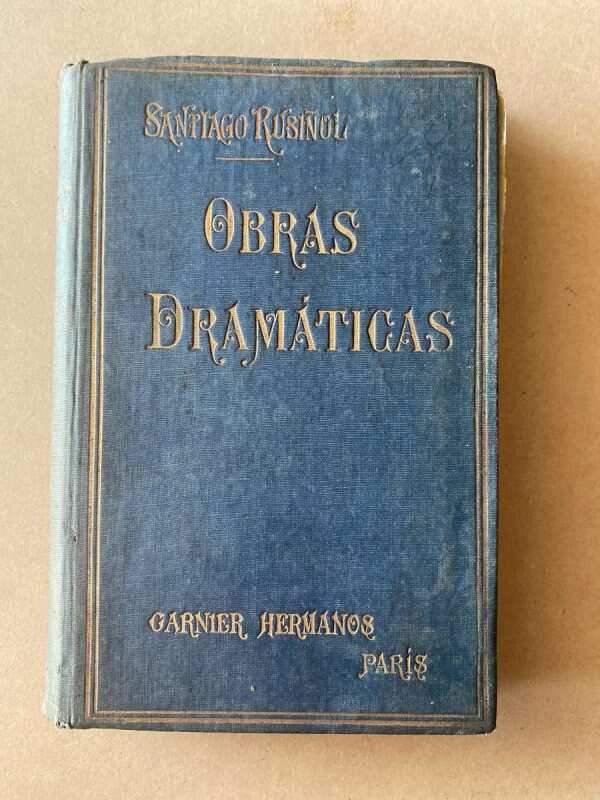 SANTIAGO RUSIÑOL
OBRAS
DRAMÁTICAS
GARNIER HERMANOS
PARÍS